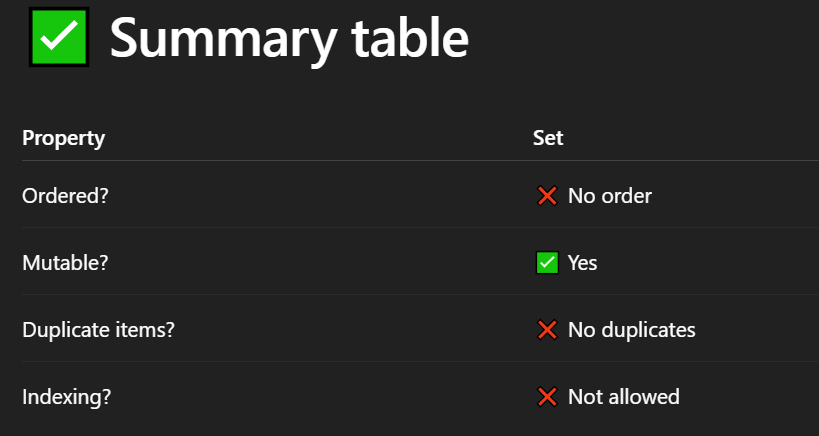 ✅ Summary table
Property Set
Ordered? ❌ No order
Mutable? ✅ Yes
Duplicate items? ❌ No duplicates
Indexing? ❌ Not allowed